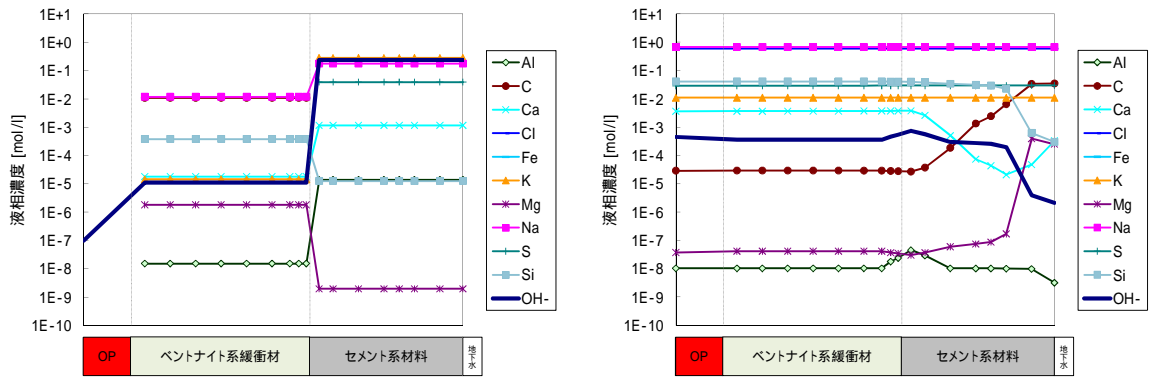 液相濃度 [mol/l]
1E+1
1E+0
1E-1
1E-2
1E-3
1E-4
1E-5
1E-6
1E-7
1E-8
1E-9
1E-10
Al
C
Ca
Cl
Fe
K
Mg
Na
S
Si
OH-
OP
ベントナイト系緩衝材
セメント系材料
地下水
液相濃度 [mol/l]
1E+1
1E+0
1E-1
1E-2
1E-3
1E-4
1E-5
1E-6
1E-7
1E-8
1E-9
1E-10
Al
C
Ca
Cl
Fe
K
Mg
Na
S
Si
OH-
OP
ベントナイト系緩衝材
セメント系材料
地下水